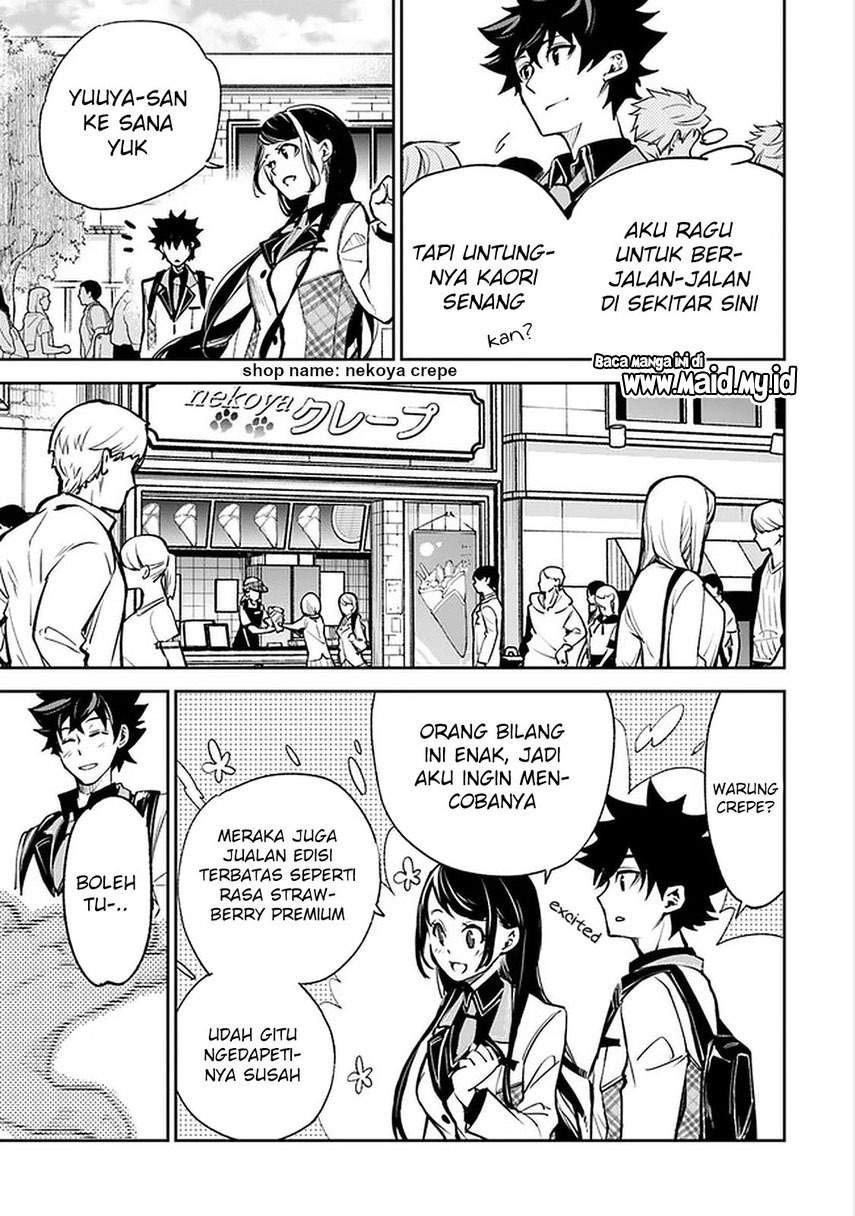 AKU RAGU
UNTUK BER-
JALAN-JALAN
DI SEKITAR SINI
TAPI UNTUNG-
NYA KAORI
SENANG
kan?
YUUYA-SAN
KE SANA
YUK
Baca Manga ini di
www.Maid.My.id
shop name: nekoya crepe
nekoya
クレープ
WARUNG
CREPE?
ORANG BILANG
INI ENAK, JADI
AKU INGIN MEN-
COBANYA
excited
MERAKA JUGA
JUALAN EDISI
TERBATAS SEPERTI
RASA STRAW-
BERRY PREMIUM
UDAH GITU
NGEDAPETI-
NYA SUSAH
BOLEH
TU-..